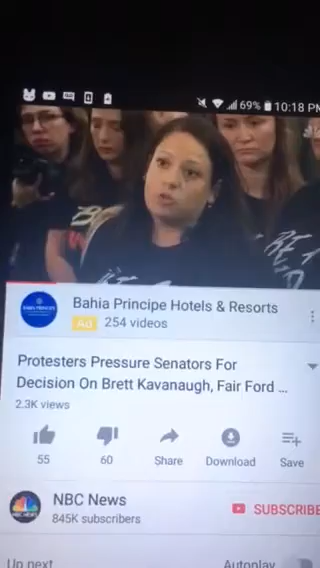 69% 10:18 PM
Bahia Principe Hotels & Resorts
Ad 254 videos
Protesters Pressure Senators For
Decision On Brett Kavanaugh, Fair Ford ...
2.3K views
55 60 Share Download Save
NBC News
845K subscribers
SUBSCRIBE
Up next Autoplay